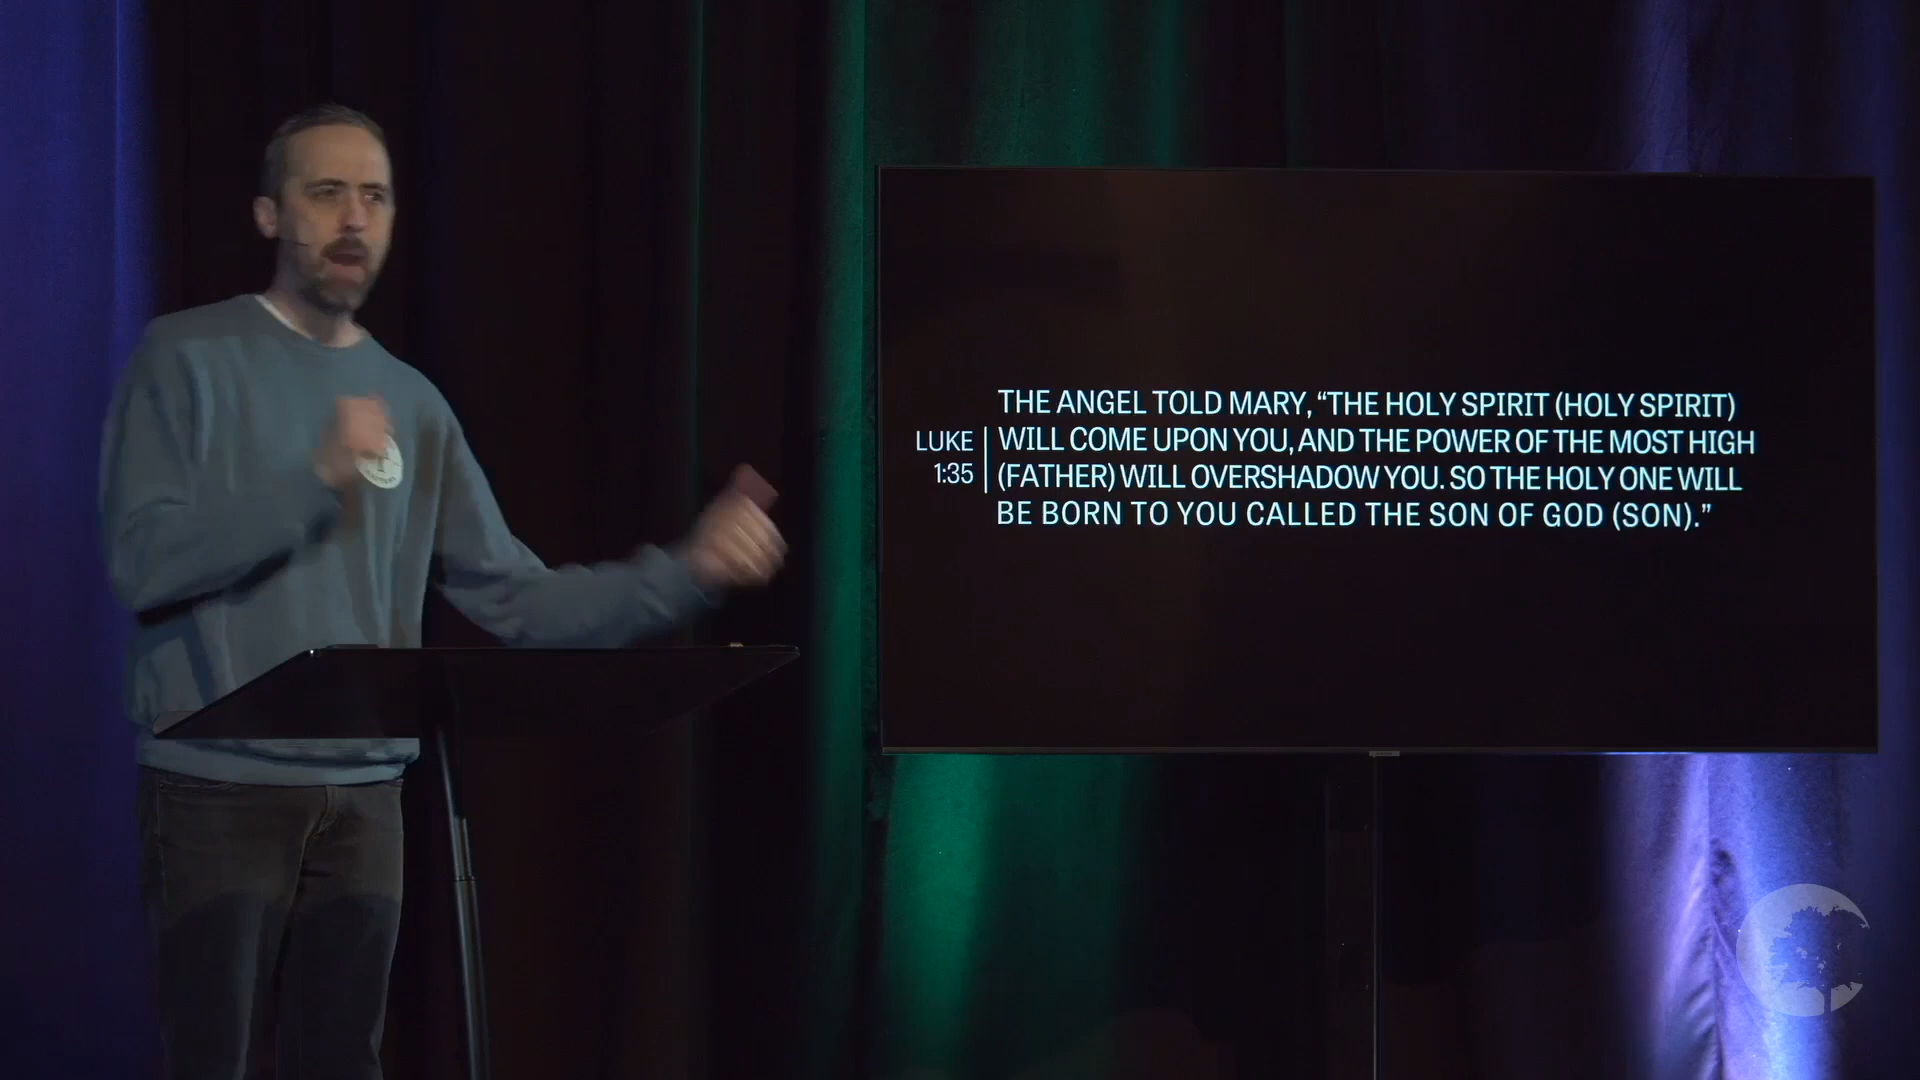 LUKE
1:35
THE ANGEL TOLD MARY, “THE HOLY SPIRIT (HOLY SPIRIT)
WILL COME UPON YOU, AND THE POWER OF THE MOST HIGH
(FATHER) WILL OVERSHADOW YOU. SO THE HOLY ONE WILL
BE BORN TO YOU CALLED THE SON OF GOD (SON).”